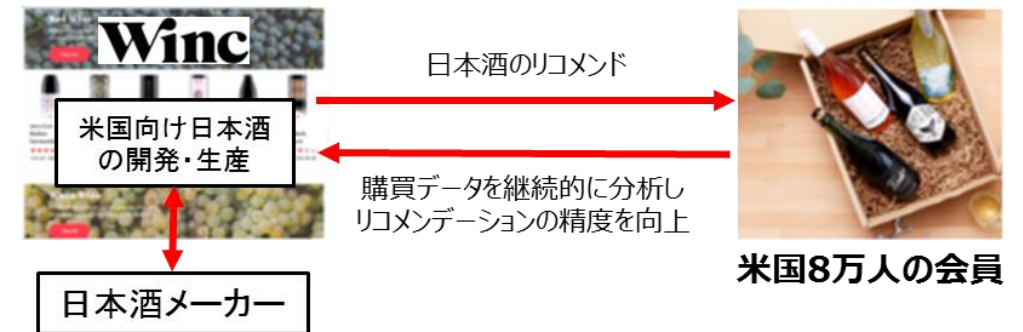 Winc
日本酒のリコメンド
米国向け日本酒
の開発・生産
購買データを継続的に分析し
リコメンデーションの精度を向上
米国8万人の会員
日本酒メーカー